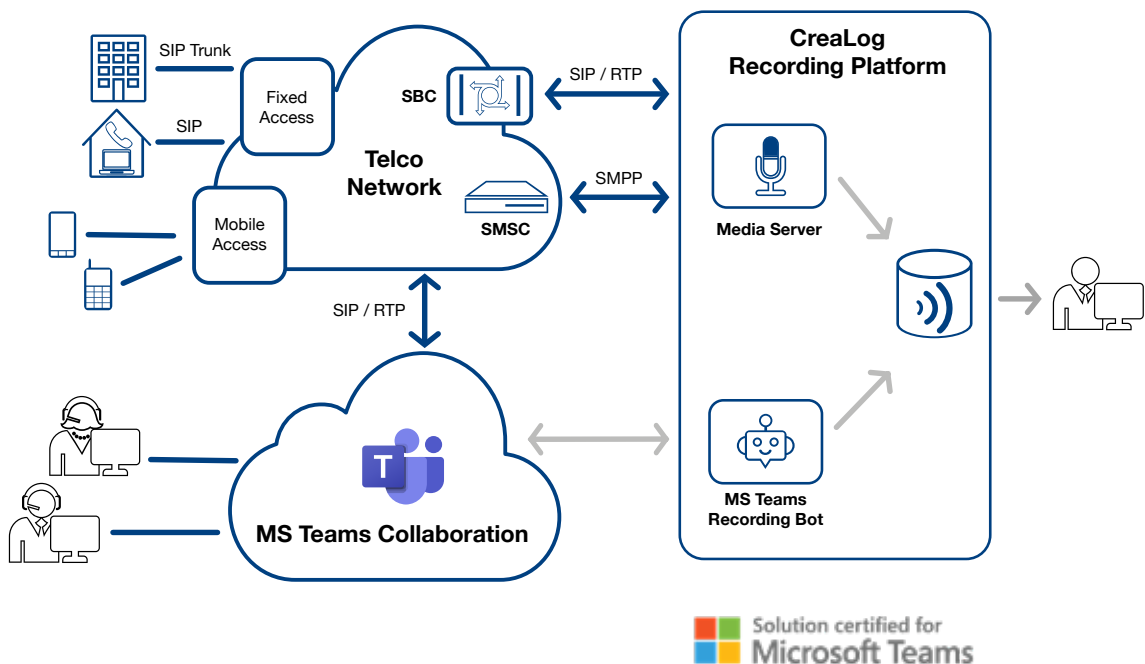 SIP Trunk
SIP
Fixed
Access
Mobile
Access
Telco
Network
SBC
SMSC
SIP / RTP
SMPP
SIP / RTP
CreaLog
Recording Platform
Media Server
MS Teams
Recording Bot
T
MS Teams Collaboration
Solution certified for
Microsoft Teams